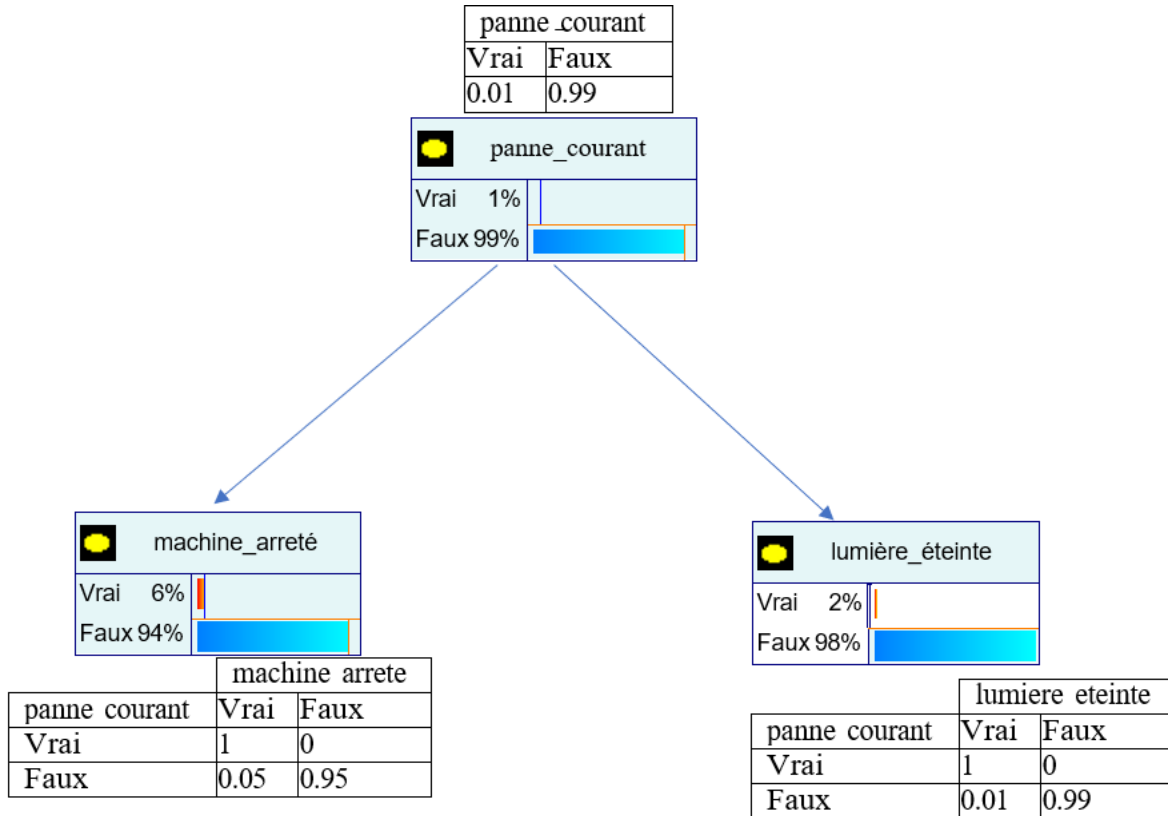 panne_courant
Vrai Faux
0.01 0.99
panne_courant
Vrai 1%
Faux 99%
machine_arreté
Vrai 6%
Faux 94%
machine arrete
panne courant Vrai Faux
Vrai 1 0
Faux 0.05 0.95
lumière_éteinte
Vrai 2%
Faux 98%
lumiere eteinte
panne courant Vrai Faux
Vrai 1 0
Faux 0.01 0.99